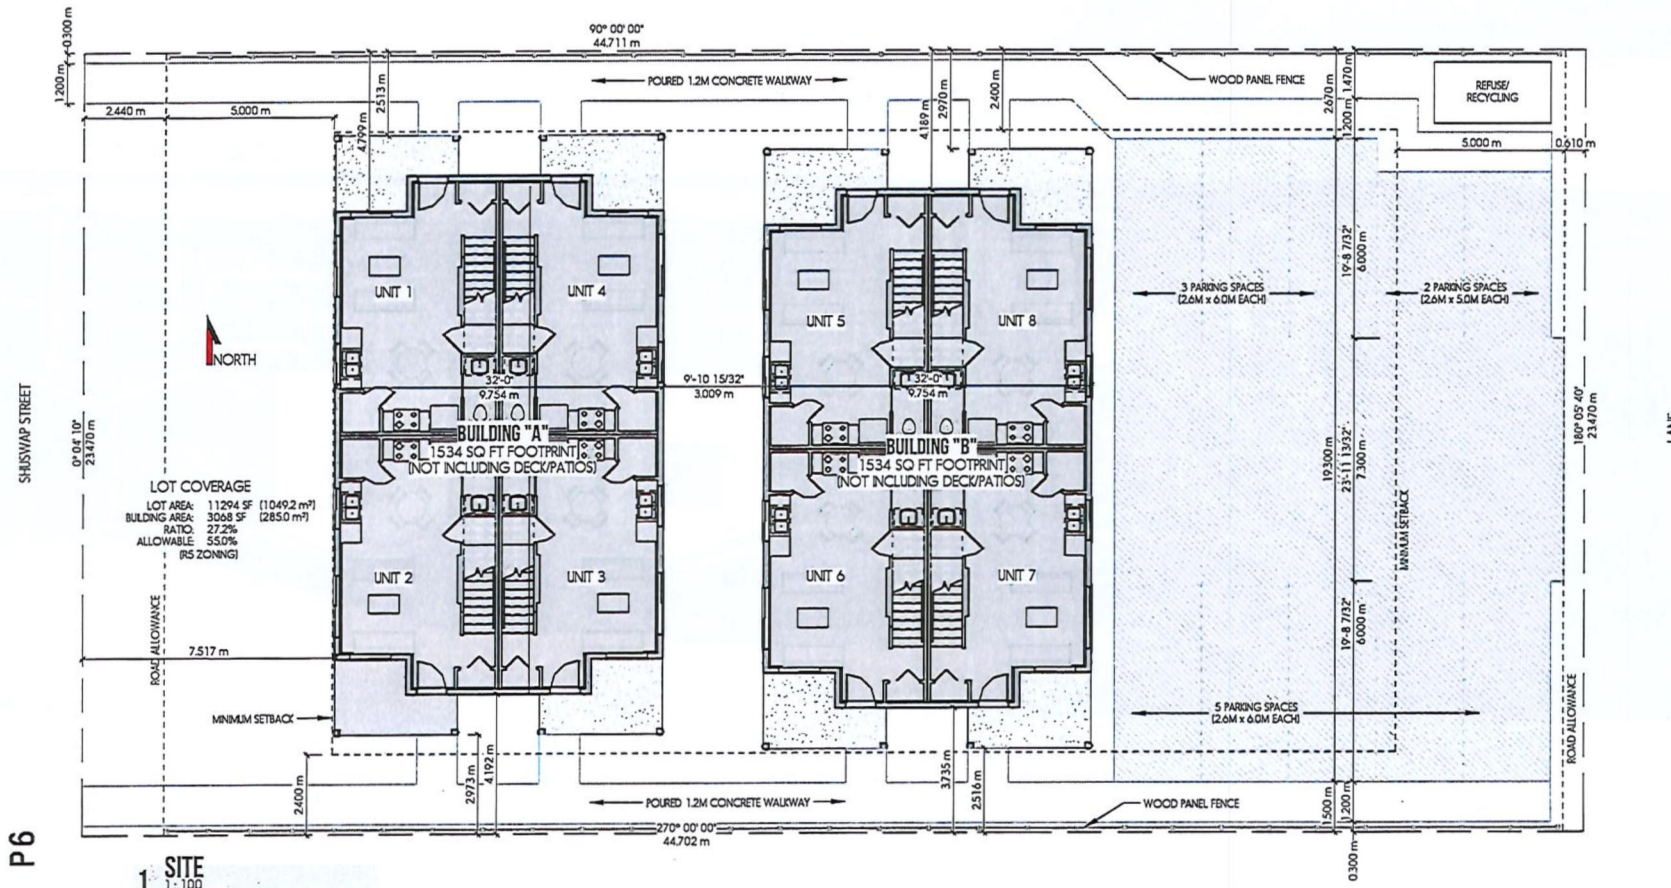 90° 00' 00"
44.711 m
0.300 m
1.200 m
2.440 m
5.000 m
4.799 m
2.513 m
POURED 1.2M CONCRETE WALKWAY
4.189 m
2.970 m
2.400 m
WOOD PANEL FENCE
2.670 m
1.470 m
1.200 m
REFUSE/
RECYCLING
5.000 m
0.610 m
UNIT 1
UNIT 4
UNIT 5
UNIT 8
3 PARKING SPACES
(2.6M x 6.0M EACH)
19'-8 7/32"
6.000 m
2 PARKING SPACES
(2.6M x 5.0M EACH)
NORTH
SHUSWAP STREET
0° 04' 10"
23.470 m
32'-0"
9.754 m
9'-10 15/32"
3.009 m
32'-0"
9.754 m
BUILDING "A"
1534 SQ FT FOOTPRINT
(NOT INCLUDING DECK/PATIOS)
BUILDING "B"
1534 SQ FT FOOTPRINT
(NOT INCLUDING DECK/PATIOS)
19.300 m
23'-11 13/32"
7.300 m
MINIMUM SETBACK
180° 05' 40"
23.470 m
LOT COVERAGE
LOT AREA: 11294 SF (1049.2 m²)
BUILDING AREA: 3068 SF (285.0 m²)
RATIO: 27.2%
ALLOWABLE: 55.0%
(R5 ZONING)
UNIT 2
UNIT 3
UNIT 6
UNIT 7
19'-8 7/32"
6.000 m
ROAD ALLOWANCE
7.517 m
MINIMUM SETBACK
5 PARKING SPACES
(2.6M x 6.0M EACH)
ROAD ALLOWANCE
2.400 m
2.973 m
4.192 m
POURED 1.2M CONCRETE WALKWAY
3.735 m
2.516 m
WOOD PANEL FENCE
1.500 m
1.200 m
0.300 m
270° 00' 00"
44.702 m
P6
1 SITE
1 : 100